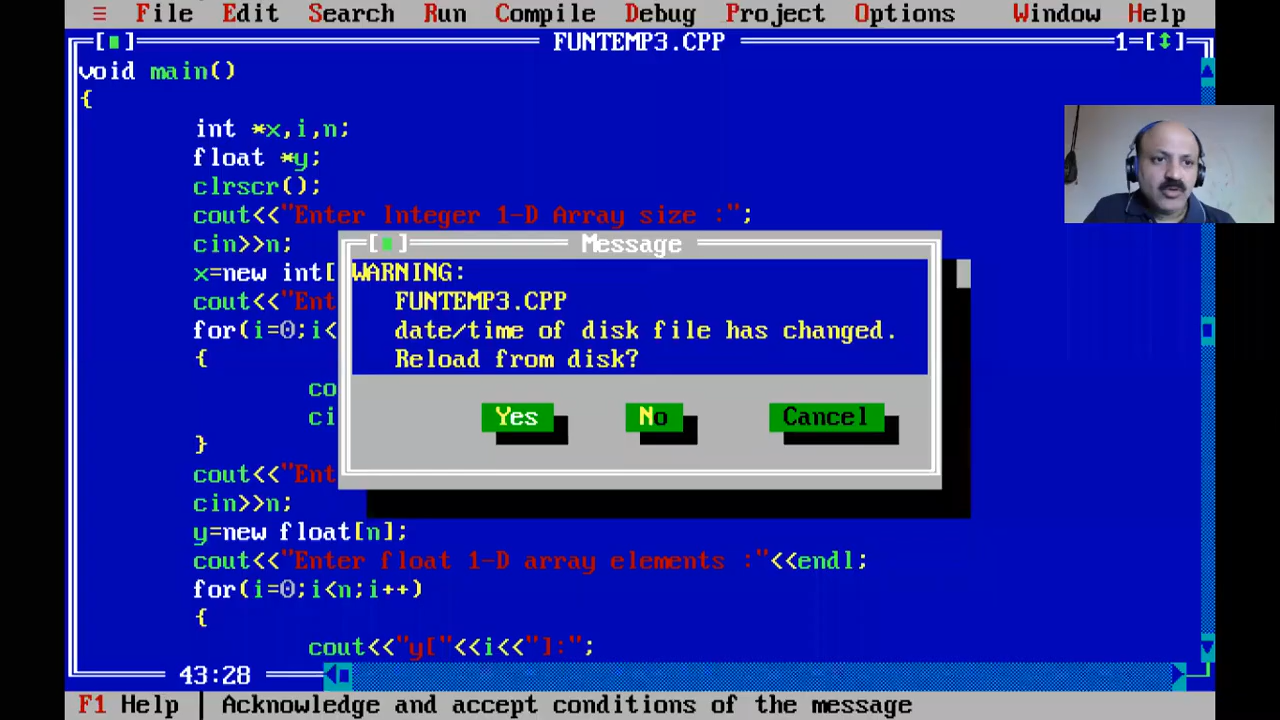 ≡ File Edit Search Run Compile Debug Project Options Window Help
[■] FUNTEMP3.CPP 1=[↕]
void main()
{
int *x,i,n;
float *y;
clrscr();
cout<<"Enter Integer 1-D Array size :";
cin>>n;
x=new int[
cout<<"Ent
for(i=0;i<
{
co
ci
}
cout<<"Ent
cin>>n;
y=new float[n];
cout<<"Enter float 1-D array elements :"<<endl;
for(i=0;i<n;i++)
{
cout<<"y["<<i<<"]:";
[■] Message
WARNING:
FUNTEMP3.CPP
date/time of disk file has changed.
Reload from disk?
Yes No Cancel
43:28
F1 Help │ Acknowledge and accept conditions of the message